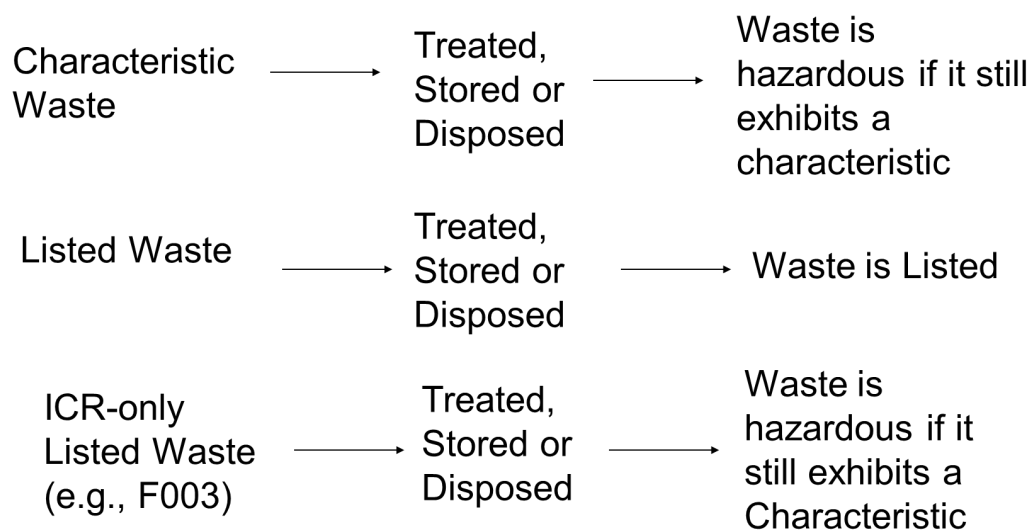 Characteristic
Waste
Treated,
Stored or
Disposed
Waste is
hazardous if it still
exhibits a
characteristic
Listed Waste
Treated,
Stored or
Disposed
Waste is Listed
ICR-only
Listed Waste
(e.g., F003)
Treated,
Stored or
Disposed
Waste is
hazardous if it
still exhibits a
Characteristic